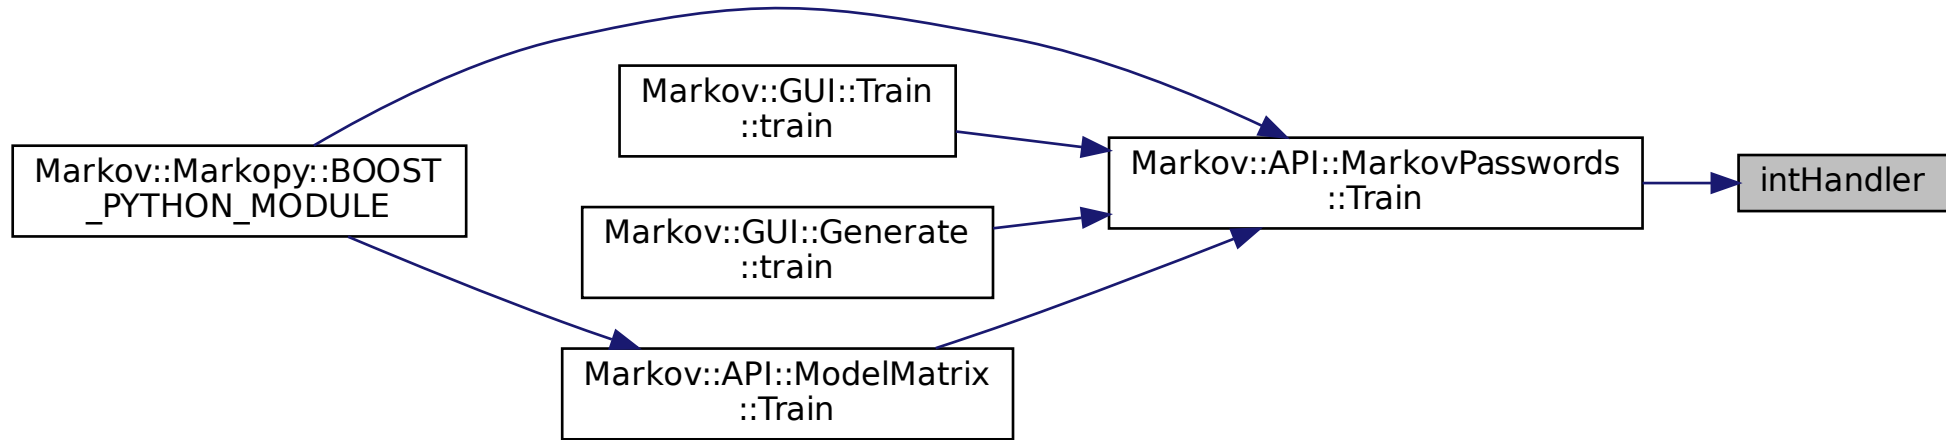 Markov::Markopy::BOOST
_PYTHON_MODULE
Markov::GUI::Train
::train
Markov::GUI::Generate
::train
Markov::API::ModelMatrix
::Train
Markov::API::MarkovPasswords
::Train
intHandler